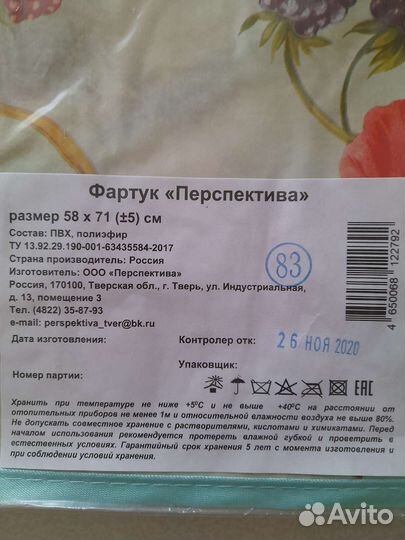 Фартук «Перспектива»
размер 58 х 71 (±5) см
Состав: ПВХ, полиэфир
ТУ 13.92.29.190-001-63435584-2017
Страна производитель: Россия
Изготовитель: ООО «Перспектива»
Россия, 170100, Тверская обл., г. Тверь, ул. Индустриальная,
д. 13, помещение 3
Тел. (4822) 35-87-93
e-mail: perspektiva_tver@bk.ru
83
4 650068 122792
Дата изготовления:
Контролер отк: 26 НОЯ 2020
Упаковщик:
Номер партии:
EAC
Хранить при температуре не ниже +5⁰С и не выше +40⁰С на расстоянии от
отопительных приборов не менее 1м и относительной влажности воздуха не выше 80%.
Не допускать совместное хранение с растворителями, кислотами и химикатами. Перед
началом использования рекомендуется протереть влажной губкой и проветрить в
естественных условиях. Гарантийный срок хранения 5 лет с момента изготовления и
при соблюдении условий хранения.
Avito